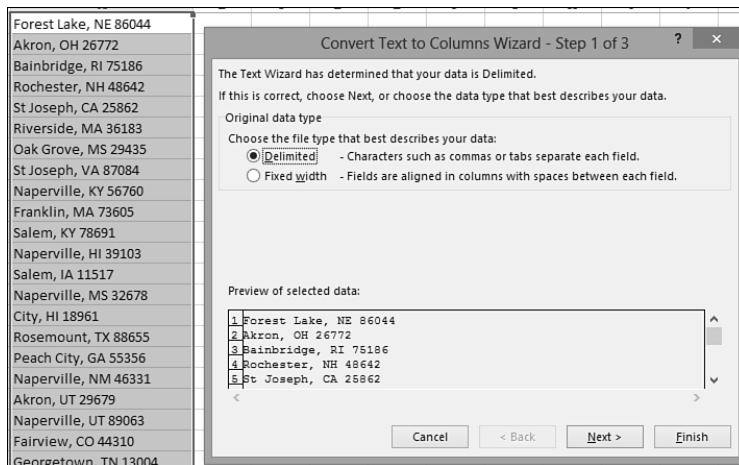 Forest Lake, NE 86044
Akron, OH 26772
Bainbridge, RI 75186
Rochester, NH 48642
St Joseph, CA 25862
Riverside, MA 36183
Oak Grove, MS 29435
St Joseph, VA 87084
Naperville, KY 56760
Franklin, MA 73605
Salem, KY 78691
Naperville, HI 39103
Salem, IA 11517
Naperville, MS 32678
City, HI 18961
Rosemount, TX 88655
Peach City, GA 55356
Naperville, NM 46331
Akron, UT 29679
Naperville, UT 89063
Fairview, CO 44310
Georgetown, TN 13004
Convert Text to Columns Wizard - Step 1 of 3 ? ×
The Text Wizard has determined that your data is Delimited.
If this is correct, choose Next, or choose the data type that best describes your data.
Original data type
Choose the file type that best describes your data:
Delimited - Characters such as commas or tabs separate each field.
Fixed width - Fields are aligned in columns with spaces between each field.
Preview of selected data:
1 Forest Lake, NE 86044
2 Akron, OH 26772
3 Bainbridge, RI 75186
4 Rochester, NH 48642
5 St Joseph, CA 25862
Cancel < Back Next > Finish